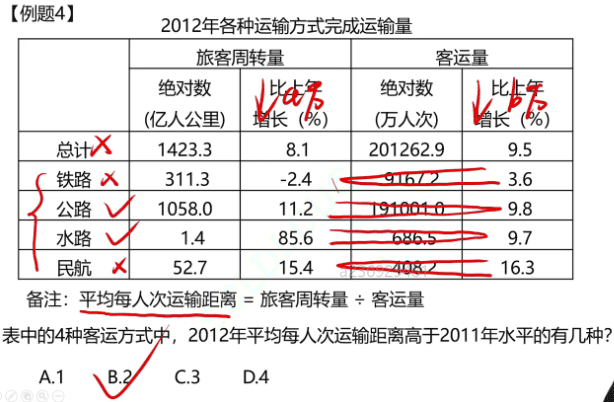 【例题4】
2012年各种运输方式完成运输量
旅客周转量 客运量
绝对数 比上年 a% 绝对数 比上年 b%
(亿人公里) 增长（%） (万人次) 增长（%）
总计 1423.3 8.1 201262.9 9.5
铁路 311.3 -2.4 9167.2 3.6
公路 1058.0 11.2 191001.0 9.8
水路 1.4 85.6 686.5 9.7
民航 52.7 15.4 408.2 16.3
备注：平均每人次运输距离 = 旅客周转量 ÷ 客运量
表中的4种客运方式中，2012年平均每人次运输距离高于2011年水平的有几种?
A.1 B.2 C.3 D.4